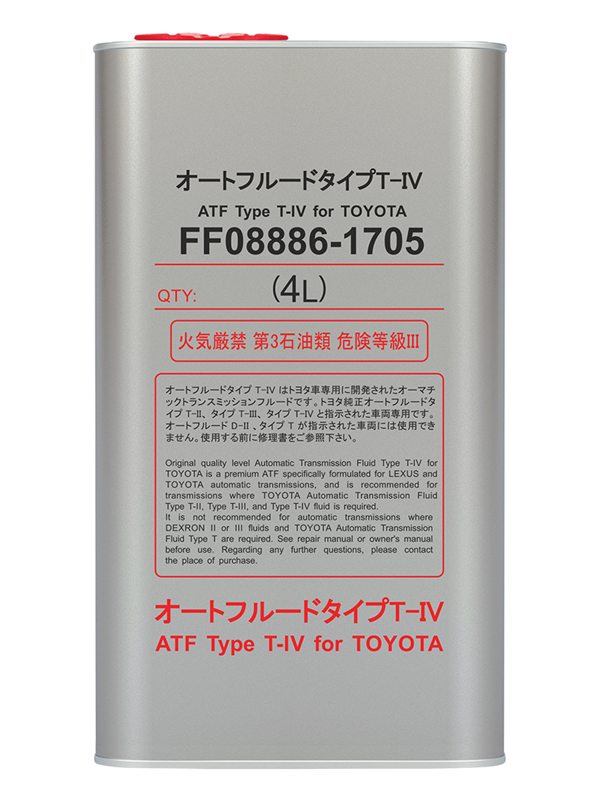 オートフルードタイプT-IV
ATF Type T-IV for TOYOTA
FF08886-1705
QTY: (4L)
火気厳禁 第3石油類 危険等級III
オートフルードタイプ T-IV はトヨタ車専用に開発されたオーマチ
ックトランスミッションフルードです。トヨタ純正オートフルードタ
イプ T-II、タイプ T-III、タイプ T-IV と指示された車両専用です。
オートフルード D-II 、タイプ T が指示された車両には使用でき
ません。使用する前に修理書をご参照下さい。
Original quality level Automatic Transmission Fluid Type T-IV for
TOYOTA is a premium ATF specifically formulated for LEXUS and
TOYOTA automatic transmissions, and is recommended for
transmissions where TOYOTA Automatic Transmission Fluid
Type T-II, Type T-III, and Type T-IV fluid is required.
It is not recommended for automatic transmissions where
DEXRON II or III fluids and TOYOTA Automatic Transmission
Fluid Type T are required. See repair manual or owner's manual
before use. Regarding any further questions, please contact
the place of purchase.
オートフルードタイプT-IV
ATF Type T-IV for TOYOTA